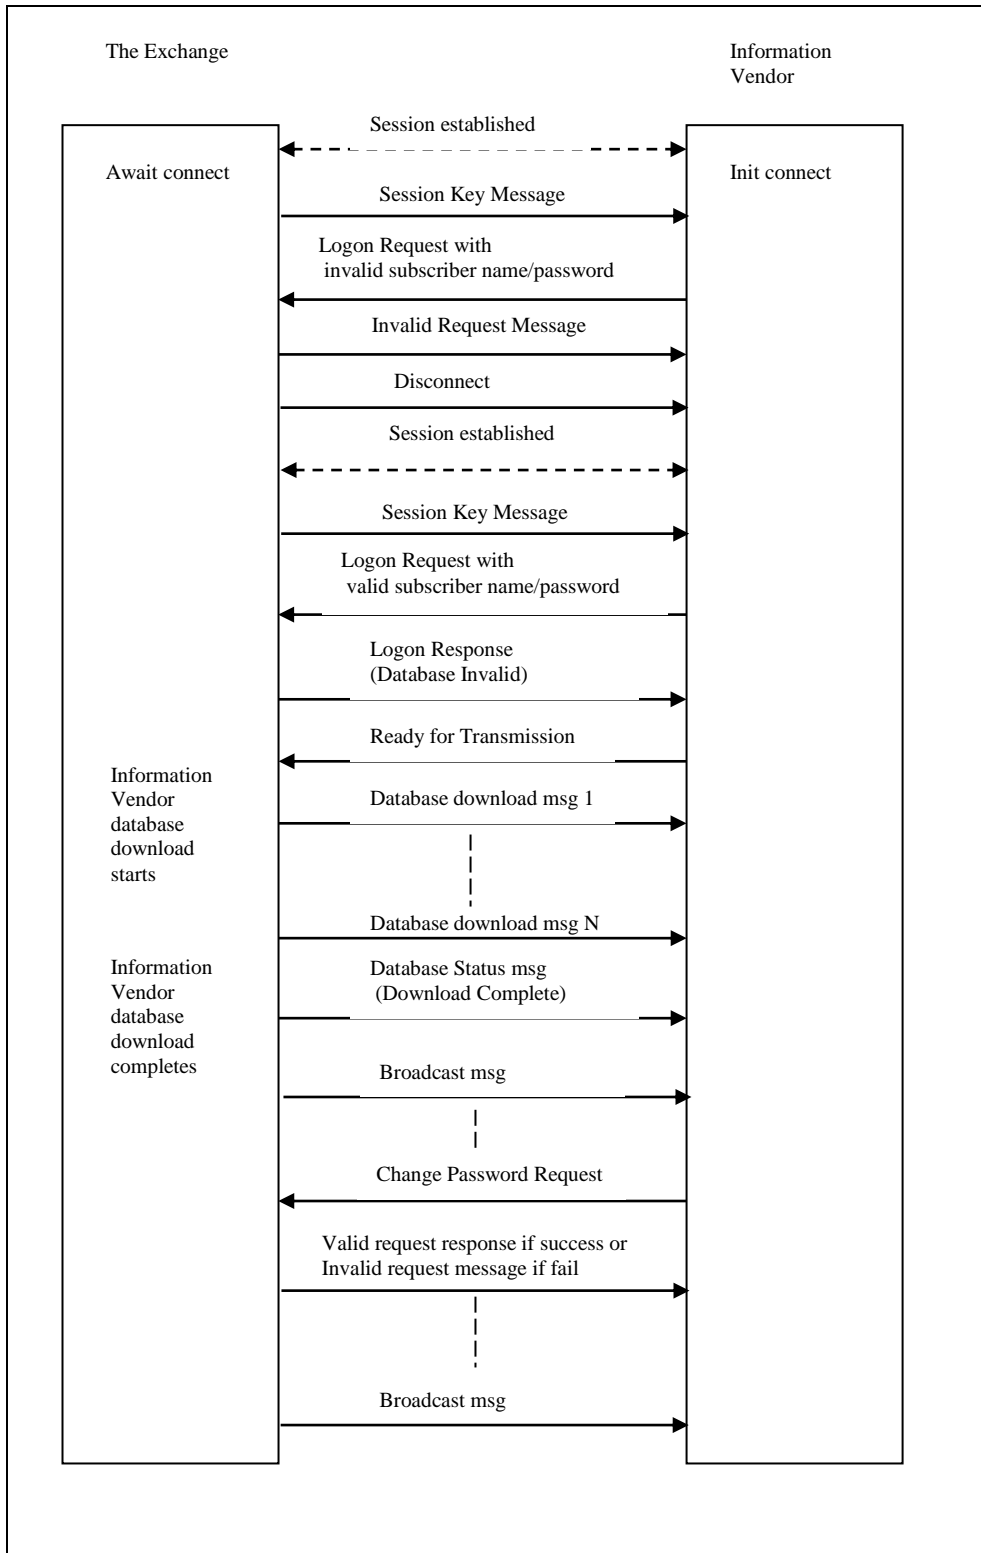 The Exchange
Information
Vendor
Session established
Await connect
Init connect
Session Key Message
Logon Request with
invalid subscriber name/password
Invalid Request Message
Disconnect
Session established
Session Key Message
Logon Request with
valid subscriber name/password
Logon Response
(Database Invalid)
Ready for Transmission
Information
Vendor
database
download
starts
Database download msg 1
Database download msg N
Information
Vendor
database
download
completes
Database Status msg
(Download Complete)
Broadcast msg
Change Password Request
Valid request response if success or
Invalid request message if fail
Broadcast msg